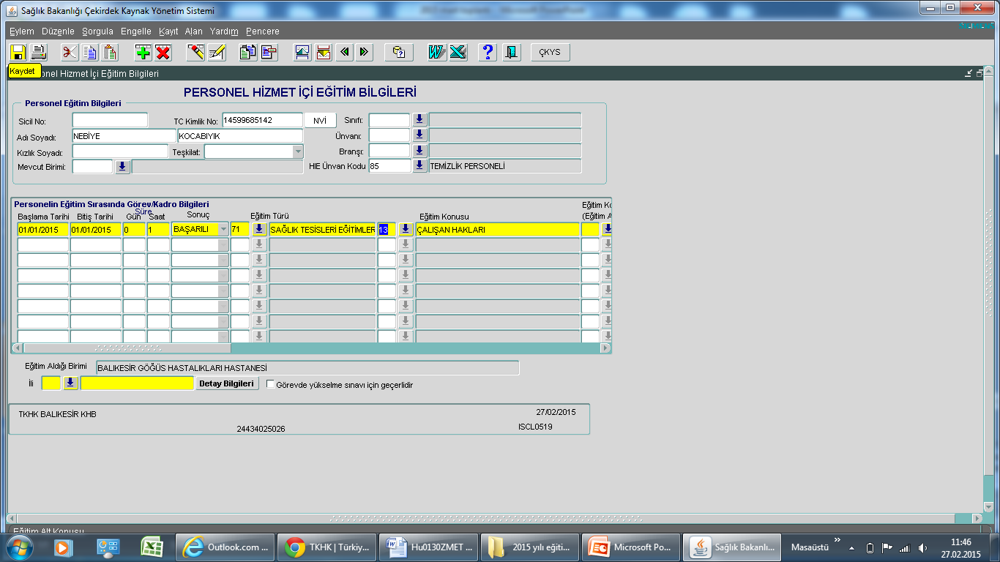 Sağlık Bakanlığı Çekirdek Kaynak Yönetim Sistemi
Eylem Düzenle Sorgula Engelle Kayıt Alan Yardım Pencere
ÇKYS
Kaydet
onel Hizmet İçi Eğitim Bilgileri
PERSONEL HİZMET İÇİ EĞİTİM BİLGİLERİ
Personel Eğitim Bilgileri
Sicil No: TC Kimlik No: 14599685142 NVİ Sınıfı:
Adı Soyadı: NEBİYE KOCABIYIK Ünvanı:
Kızlık Soyadı: Teşkilat: Branşı:
Mevcut Birimi: HIE Ünvan Kodu 85 TEMİZLİK PERSONELİ
Personelin Eğitim Sırasında Görev/Kadro Bilgileri
Süre Eğitim Ko
Başlama Tarihi Bitiş Tarihi Gün Saat Sonuç Eğitim Türü Eğitim Konusu (Eğitim A
01/01/2015 01/01/2015 0 1 BAŞARILI 71 SAĞLIK TESİSLERİ EĞİTİMLER 13 ÇALIŞAN HAKLARI
Eğitim Aldığı Birimi BALIKESİR GÖĞÜS HASTALIKLARI HASTANESİ
İli Detay Bilgileri Görevde yükselme sınavı için geçerlidir
TKHK BALIKESİR KHB 27/02/2015
24434025026 ISCL0519
Eğitim Alt Konusu
Outlook.com ... TKHK | Türkiy... Hu0130ZMET ... 2015 yılı eğiti... Microsoft Po... Sağlık Bakanlı... Masaüstü 11:46
27.02.2015